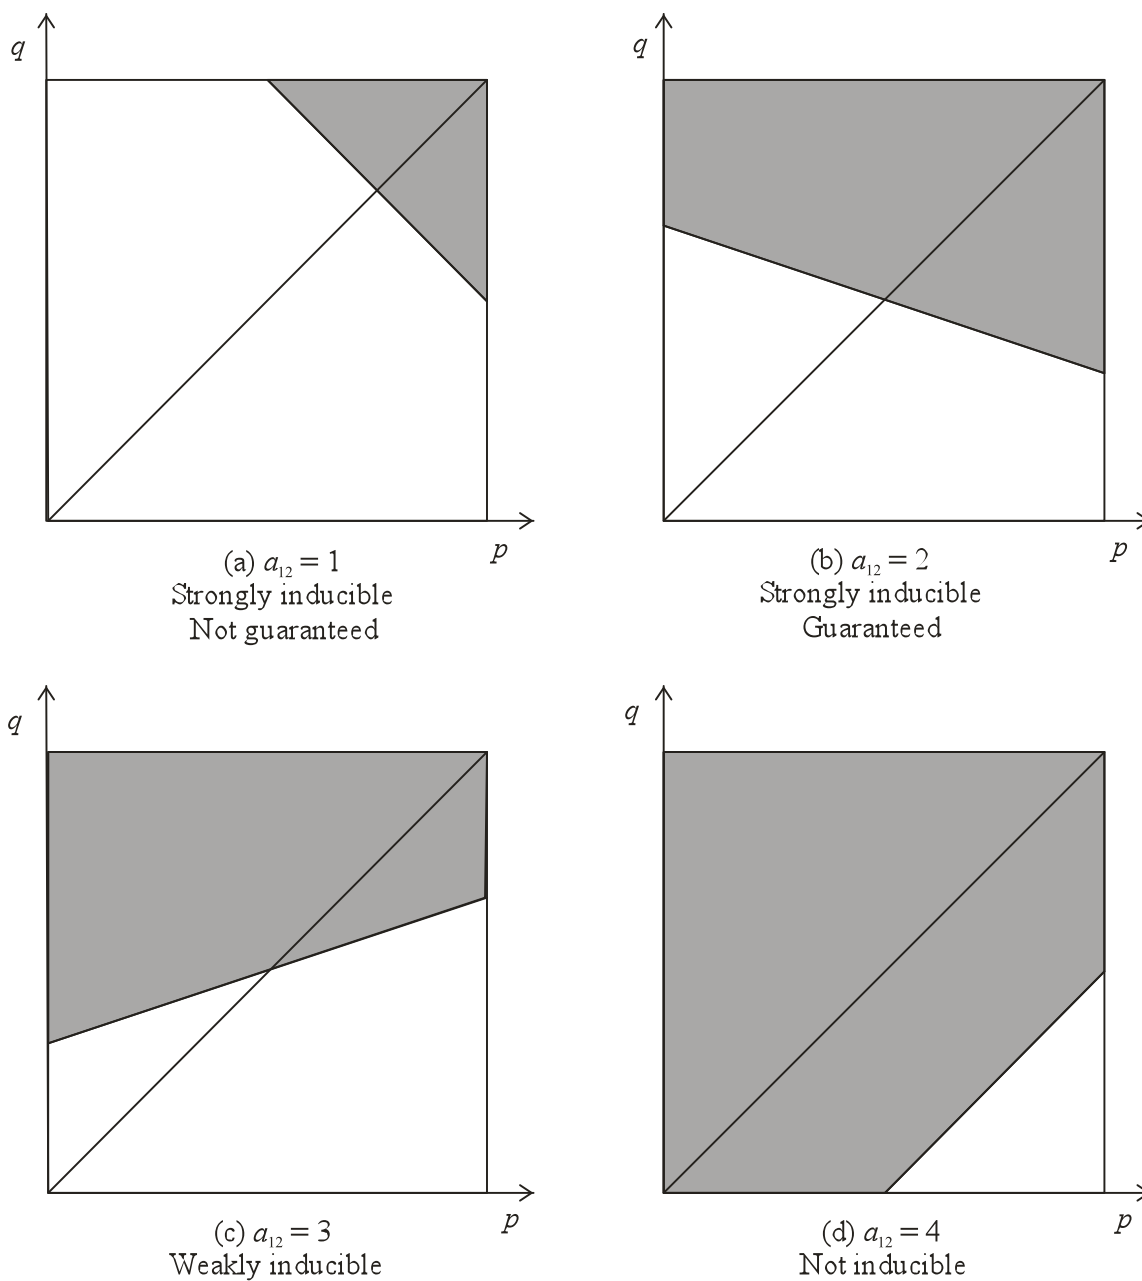 q
q
p
p
(a) a₁₂ = 1
(b) a₁₂ = 2
Strongly inducible
Strongly inducible
Not guaranteed
Guaranteed
q
q
p
p
(c) a₁₂ = 3
(d) a₁₂ = 4
Weakly inducible
Not inducible